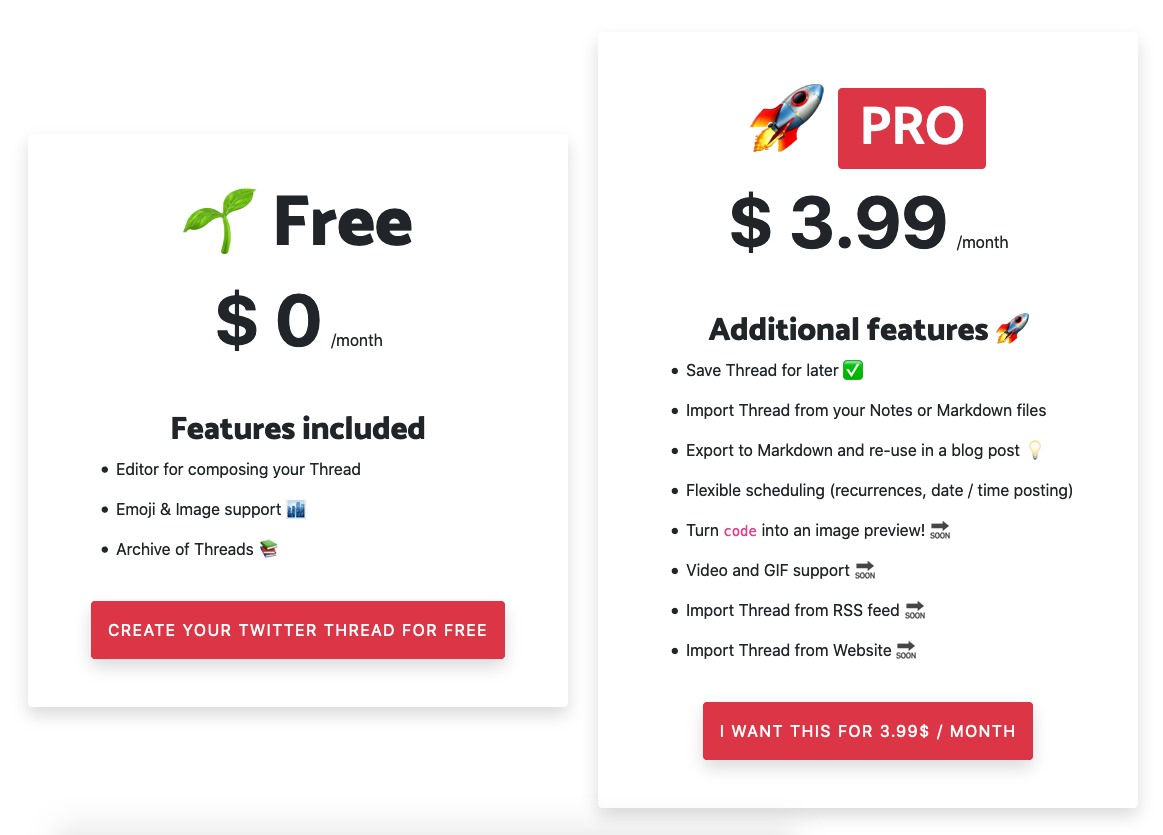 🌱 Free
$ 0 /month
Features included
• Editor for composing your Thread
• Emoji & Image support 🏙️
• Archive of Threads 📚
CREATE YOUR TWITTER THREAD FOR FREE
🚀 PRO
$ 3.99 /month
Additional features 🚀
• Save Thread for later ✅
• Import Thread from your Notes or Markdown files
• Export to Markdown and re-use in a blog post 💡
• Flexible scheduling (recurrences, date / time posting)
• Turn code into an image preview! 🔜
• Video and GIF support 🔜
• Import Thread from RSS feed 🔜
• Import Thread from Website 🔜
I WANT THIS FOR 3.99$ / MONTH